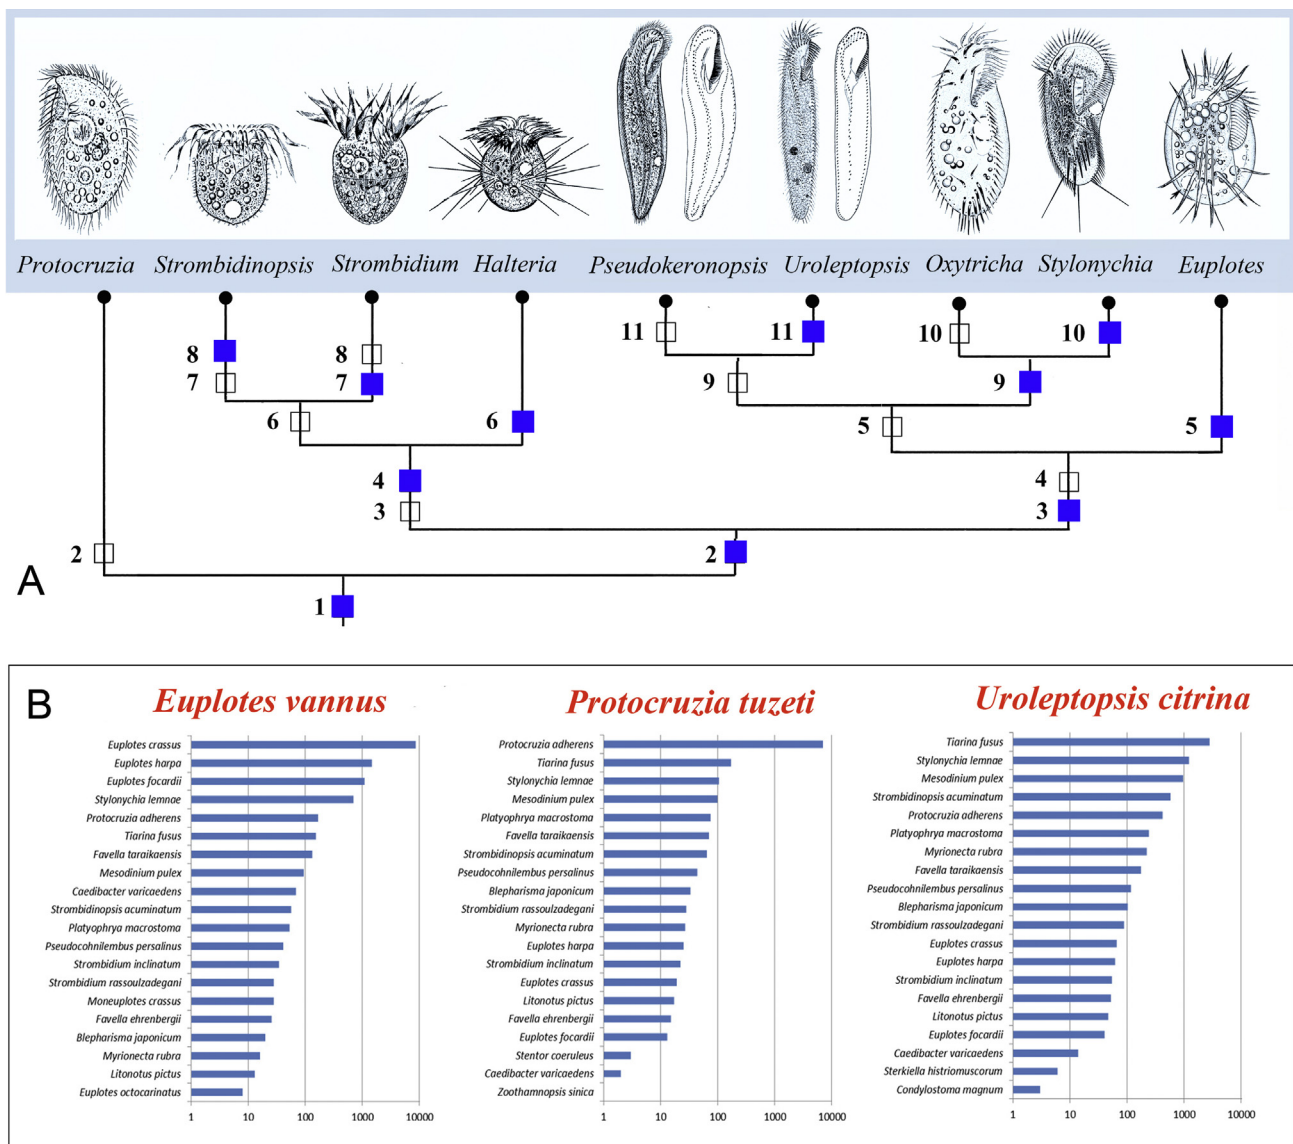 Protocruzia Strombidinopsis Strombidium Halteria Pseudokeronopsis Uroleptopsis Oxytricha Stylonychia Euplotes
11 11 10 10
8 8
7 7 9 9
6 6 5 5
4 4
3 3
2 2
A
1
B
Euplotes vannus
Euplotes crassus
Euplotes harpa
Euplotes focardii
Stylonychia lemnae
Protocruzia adherens
Tiarina fusus
Favella taraikaensis
Mesodinium pulex
Caedibacter varicaedens
Strombidinopsis acuminatum
Platyophrya macrostoma
Pseudocohnilembus persalinus
Strombidium inclinatum
Strombidium rassoulzadegani
Moneuplotes crassus
Favella ehrenbergii
Blepharisma japonicum
Myrionecta rubra
Litonotus pictus
Euplotes octocarinatus
1 10 100 1000 10000
Protocruzia tuzeti
Protocruzia adherens
Tiarina fusus
Stylonychia lemnae
Mesodinium pulex
Platyophrya macrostoma
Favella taraikaensis
Strombidinopsis acuminatum
Pseudocohnilembus persalinus
Blepharisma japonicum
Strombidium rassoulzadegani
Myrionecta rubra
Euplotes harpa
Strombidium inclinatum
Euplotes crassus
Litonotus pictus
Favella ehrenbergii
Euplotes focardii
Stentor coeruleus
Caedibacter varicaedens
Zoothamnopsis sinica
1 10 100 1000 10000
Uroleptopsis citrina
Tiarina fusus
Stylonychia lemnae
Mesodinium pulex
Strombidinopsis acuminatum
Protocruzia adherens
Platyophrya macrostoma
Myrionecta rubra
Favella taraikaensis
Pseudocohnilembus persalinus
Blepharisma japonicum
Strombidium rassoulzadegani
Euplotes crassus
Euplotes harpa
Strombidium inclinatum
Favella ehrenbergii
Litonotus pictus
Euplotes focardii
Caedibacter varicaedens
Sterkiella histriomuscorum
Condylostoma magnum
1 10 100 1000 10000